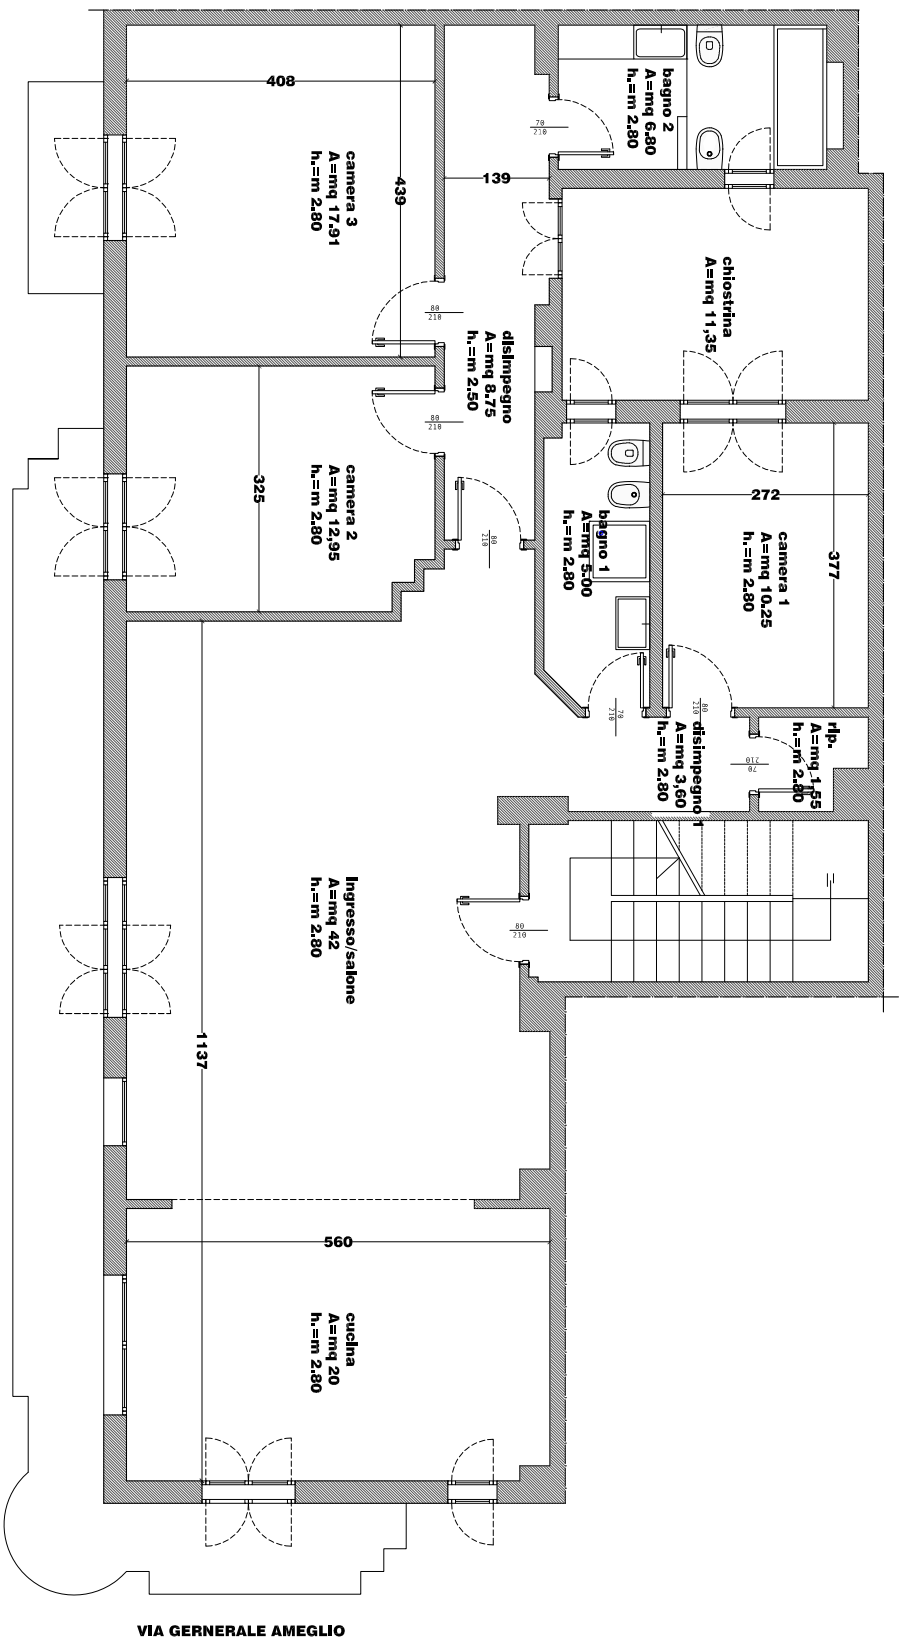 408
439
camera 3
A=mq 17.91
h.=m 2.80
139
70
210
bagno 2
A=mq 6.80
h.=m 2.80
chiostrina
A=mq 11,35
80
210
disimpegno
A=mq 8.75
h.=m 2.50
325
camera 2
A=mq 12,95
h.=m 2.80
80
210
80
210
bagno 1
A=mq 5.00
h.=m 2.80
272
377
camera 1
A=mq 10.25
h.=m 2.80
70
210
80
210
disimpegno 1
A=mq 3,60
h.=m 2.80
70
210
rip.
A=mq 1,55
h.=m 2.80
Ingresso/salone
A=mq 42
h.=m 2.80
80
210
1137
560
cucina
A=mq 20
h.=m 2.80
VIA GERNERALE AMEGLIO